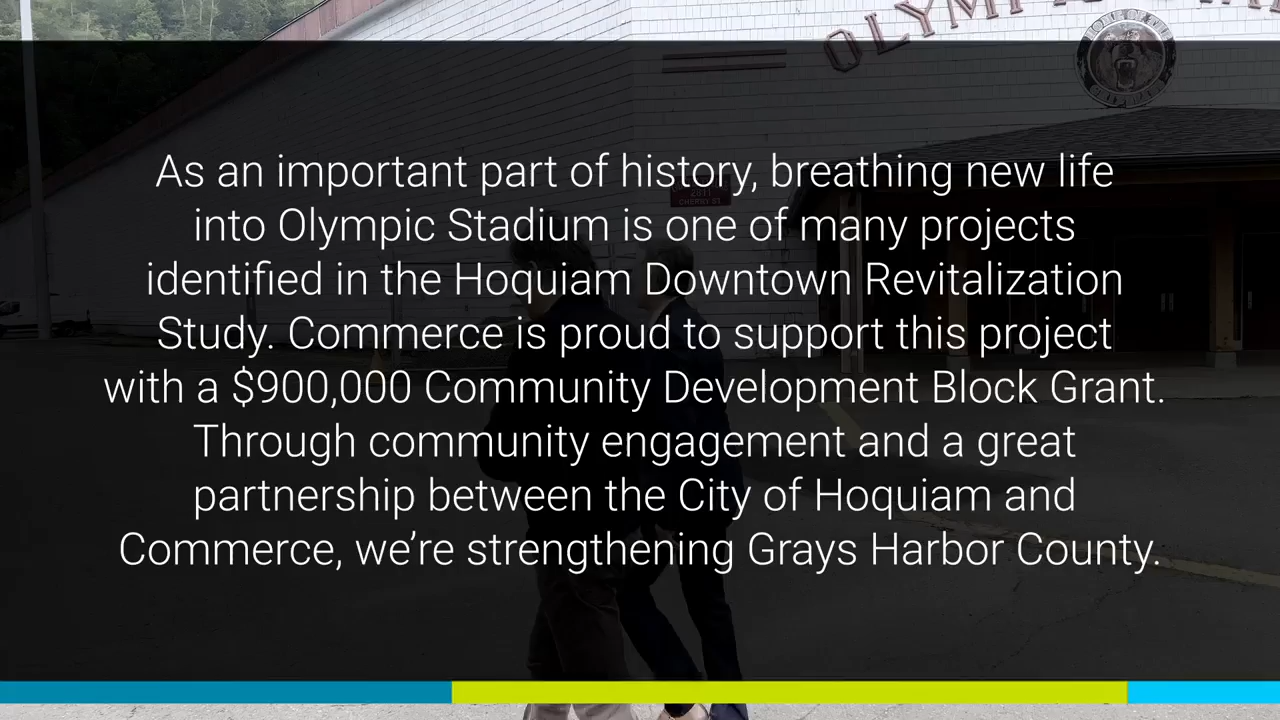 OLYMPIC
As an important part of history, breathing new life
into Olympic Stadium is one of many projects
identified in the Hoquiam Downtown Revitalization
Study. Commerce is proud to support this project
with a $900,000 Community Development Block Grant.
Through community engagement and a great
partnership between the City of Hoquiam and
Commerce, we’re strengthening Grays Harbor County.
CHERRY ST.